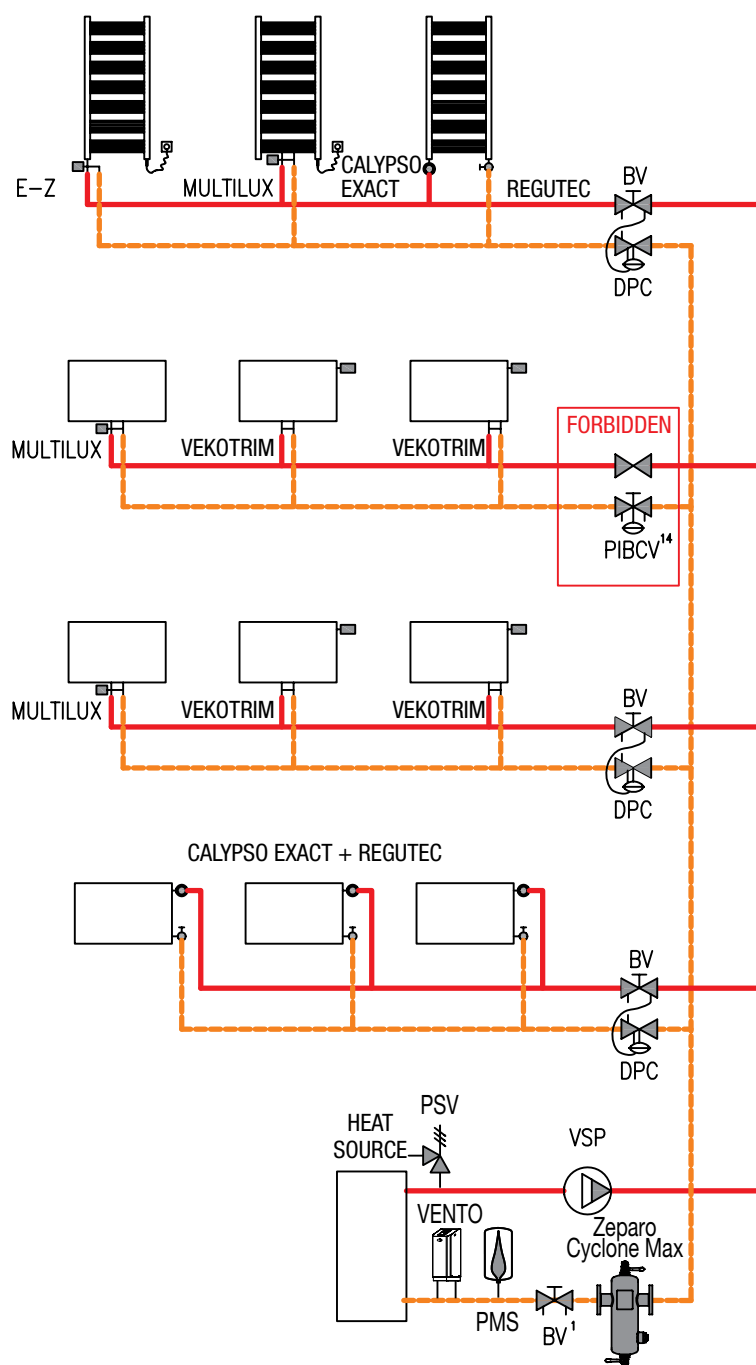 E-Z
MULTILUX
CALYPSO
EXACT
REGUTEC
BV
DPC
MULTILUX
VEKOTRIM
VEKOTRIM
FORBIDDEN
PIBCV¹⁴
MULTILUX
VEKOTRIM
VEKOTRIM
BV
DPC
CALYPSO EXACT + REGUTEC
BV
DPC
HEAT
SOURCE
PSV
VSP
VENTO
PMS
BV¹
Zeparo
Cyclone Max